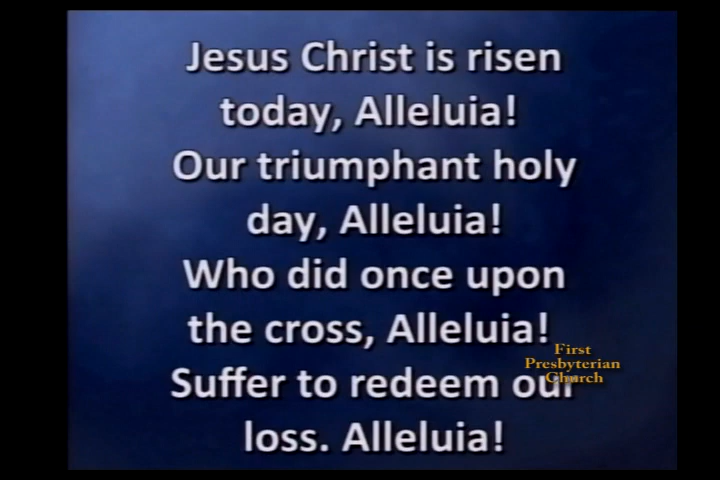 Jesus Christ is risen
today, Alleluia!
Our triumphant holy
day, Alleluia!
Who did once upon
the cross, Alleluia!
Suffer to redeem our
loss. Alleluia!
First
Presbyterian
Church